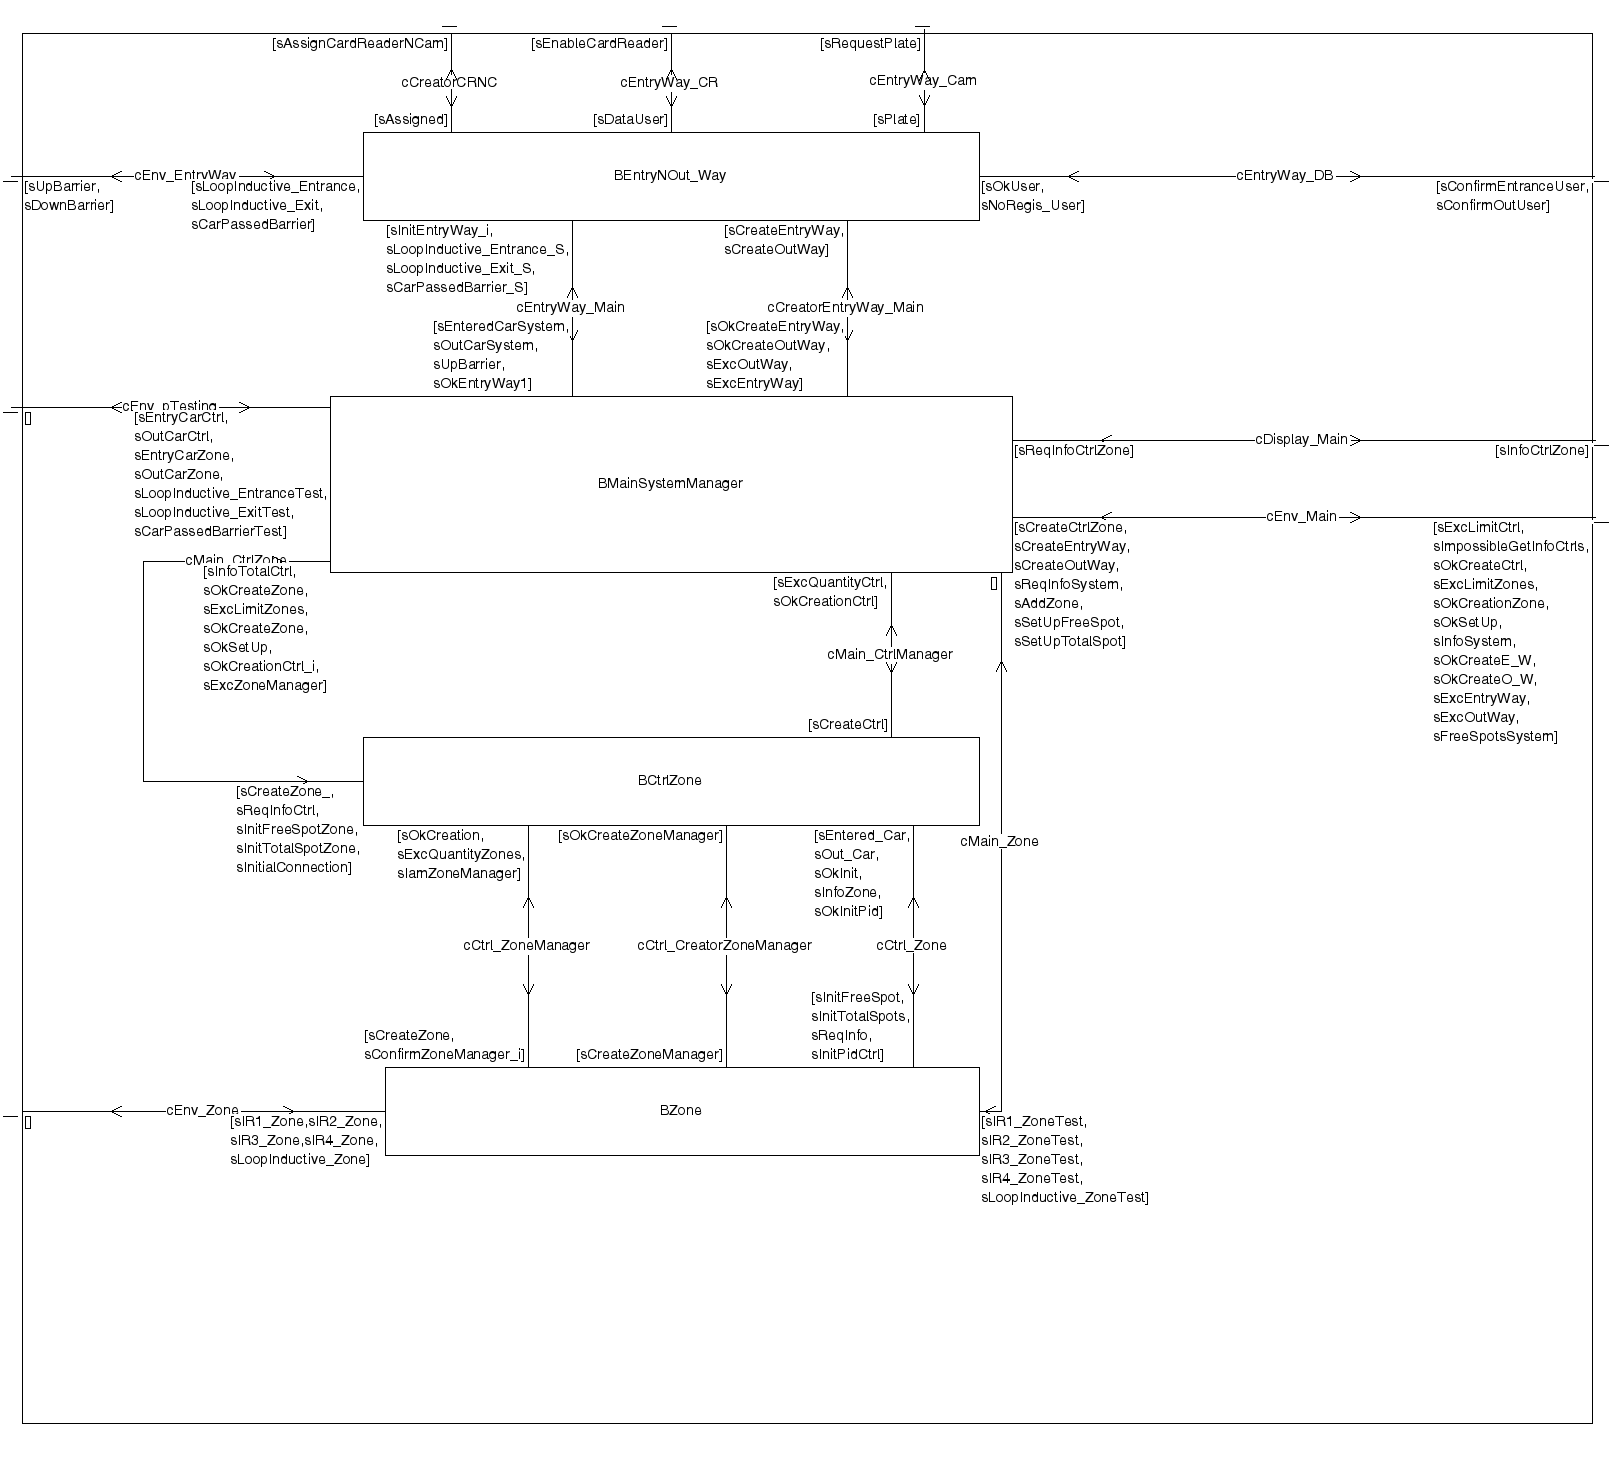 [sAssignCardReaderNCam]
[sEnableCardReader]
[sRequestPlate]
cCreatorCRNC
cEntryWay_CR
cEntryWay_Cam
[sAssigned]
[sDataUser]
[sPlate]
BEntryNOut_Way
cEnv_EntryWay
[sUpBarrier,
sDownBarrier]
[sLoopInductive_Entrance,
sLoopInductive_Exit,
sCarPassedBarrier]
cEntryWay_DB
[sOkUser,
sNoRegis_User]
[sConfirmEntranceUser,
sConfirmOutUser]
[sInitEntryWay_i,
sLoopInductive_Entrance_S,
sLoopInductive_Exit_S,
sCarPassedBarrier_S]
[sCreateEntryWay,
sCreateOutWay]
cEntryWay_Main
cCreatorEntryWay_Main
[sEnteredCarSystem,
sOutCarSystem,
sUpBarrier,
sOkEntryWay1]
[sOkCreateEntryWay,
sOkCreateOutWay,
sExcOutWay,
sExcEntryWay]
cEnv_pTesting
[]
[sEntryCarCtrl,
sOutCarCtrl,
sEntryCarZone,
sOutCarZone,
sLoopInductive_EntranceTest,
sLoopInductive_ExitTest,
sCarPassedBarrierTest]
BMainSystemManager
cDisplay_Main
[sReqInfoCtrlZone]
[sInfoCtrlZone]
cEnv_Main
[sCreateCtrlZone,
sCreateEntryWay,
sCreateOutWay,
sReqInfoSystem,
sAddZone,
sSetUpFreeSpot,
sSetUpTotalSpot]
[sExcLimitCtrl,
sImpossibleGetInfoCtrls,
sOkCreateCtrl,
sExcLimitZones,
sOkCreationZone,
sOkSetUp,
sInfoSystem,
sOkCreateE_W,
sOkCreateO_W,
sExcEntryWay,
sExcOutWay,
sFreeSpotsSystem]
cMain_CtrlZone
[sInfoTotalCtrl,
sOkCreateZone,
sExcLimitZones,
sOkCreateZone,
sOkSetUp,
sOkCreationCtrl_i,
sExcZoneManager]
[sExcQuantityCtrl,
sOkCreationCtrl]
[]
cMain_CtrlManager
[sCreateCtrl]
BCtrlZone
[sCreateZone_,
sReqInfoCtrl,
sInitFreeSpotZone,
sInitTotalSpotZone,
sInitialConnection]
[sOkCreation,
sExcQuantityZones,
sIamZoneManager]
[sOkCreateZoneManager]
[sEntered_Car,
sOut_Car,
sOkInit,
sInfoZone,
sOkInitPid]
cMain_Zone
cCtrl_ZoneManager
cCtrl_CreatorZoneManager
cCtrl_Zone
[sCreateZone,
sConfirmZoneManager_i]
[sCreateZoneManager]
[sInitFreeSpot,
sInitTotalSpots,
sReqInfo,
sInitPidCtrl]
BZone
cEnv_Zone
[]
[sIR1_Zone,sIR2_Zone,
sIR3_Zone,sIR4_Zone,
sLoopInductive_Zone]
[sIR1_ZoneTest,
sIR2_ZoneTest,
sIR3_ZoneTest,
sIR4_ZoneTest,
sLoopInductive_ZoneTest]